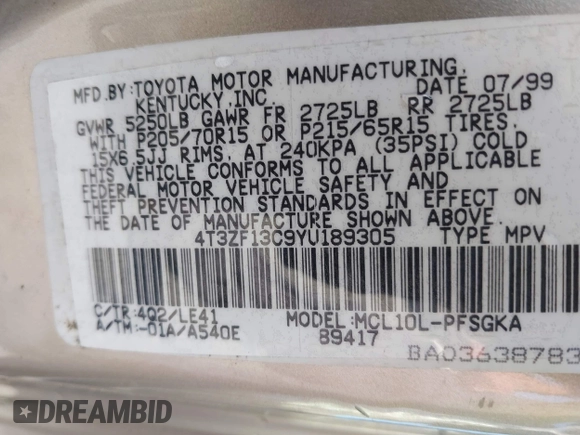 MFD.BY:TOYOTA MOTOR MANUFACTURING, DATE 07/99
KENTUCKY,INC.
GVWR 5250LB GAWR FR 2725LB RR 2725LB
WITH P205/70R15 OR P215/65R15 TIRES,
15X6.5JJ RIMS, AT 240KPA (35PSI) COLD
THIS VEHICLE CONFORMS TO ALL APPLICABLE
FEDERAL MOTOR VEHICLE SAFETY AND
THEFT PREVENTION STANDARDS IN EFFECT ON
THE DATE OF MANUFACTURE SHOWN ABOVE.
4T3ZF13C9YU189305 TYPE MPV
C/TR:4Q2/LE41 MODEL:MCL10L-PFSGKA
A/TM:-01A/A540E 89417
BA03638783
DREAMBID